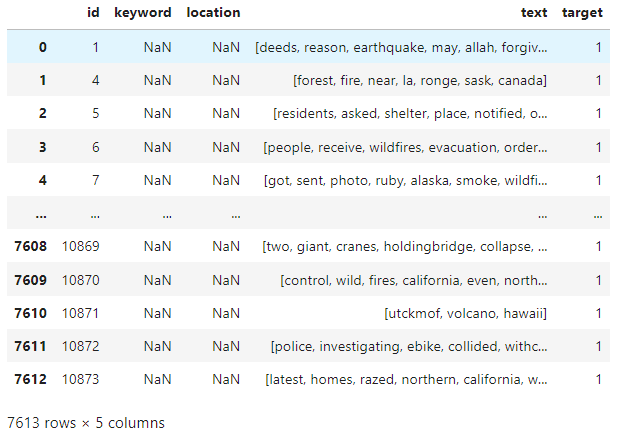 id keyword location text target
0 1 NaN NaN [deeds, reason, earthquake, may, allah, forgiv... 1
1 4 NaN NaN [forest, fire, near, la, ronge, sask, canada] 1
2 5 NaN NaN [residents, asked, shelter, place, notified, o... 1
3 6 NaN NaN [people, receive, wildfires, evacuation, order... 1
4 7 NaN NaN [got, sent, photo, ruby, alaska, smoke, wildfi... 1
... ... ... ... ... ...
7608 10869 NaN NaN [two, giant, cranes, holdingbridge, collapse, ... 1
7609 10870 NaN NaN [control, wild, fires, california, even, north... 1
7610 10871 NaN NaN [utckmof, volcano, hawaii] 1
7611 10872 NaN NaN [police, investigating, ebike, collided, withc... 1
7612 10873 NaN NaN [latest, homes, razed, northern, california, w... 1
7613 rows × 5 columns